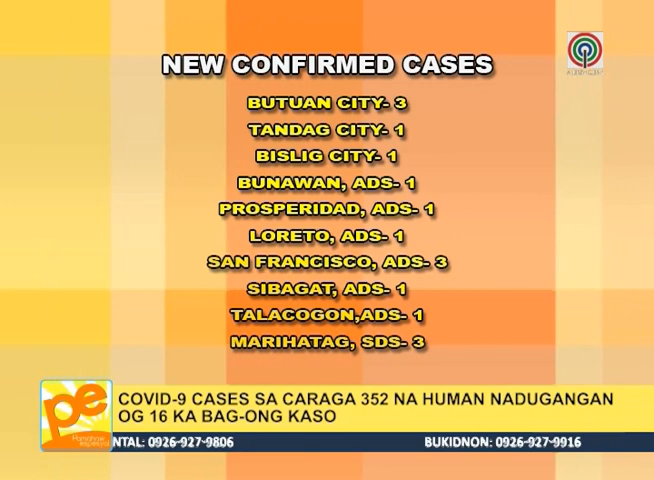 NEW CONFIRMED CASES
BUTUAN CITY- 3
TANDAG CITY- 1
BISLIG CITY- 1
BUNAWAN, ADS- 1
PROSPERIDAD, ADS- 1
LORETO, ADS- 1
SAN FRANCISCO, ADS- 3
SIBAGAT, ADS- 1
TALACOGON,ADS- 1
MARIHATAG, SDS- 3
pe
COVID-9 CASES SA CARAGA 352 NA HUMAN NADUGANGAN
OG 16 KA BAG-ONG KASO
NTAL: 0926-927-9806 BUKIDNON: 0926-927-9916